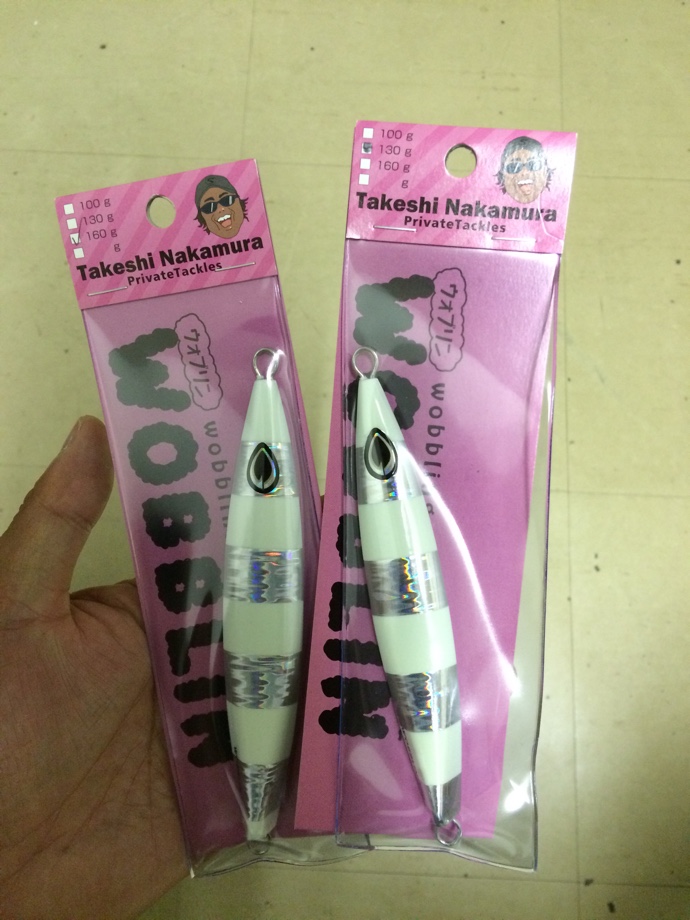 100 g
130 g
160 g
g
Takeshi Nakamura
PrivateTackles
ウォブリン
wobblin
WOBBLIN
100 g
130 g
160 g
g
Takeshi Nakamura
PrivateTackles
ウォブリン
wobblin